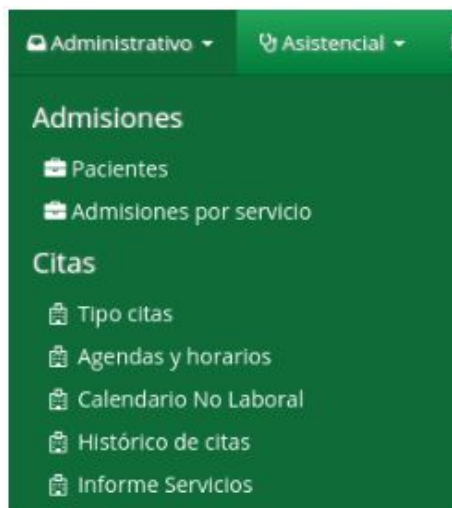 Administrativo Asistencial
Admisiones
Pacientes
Admisiones por servicio
Citas
Tipo citas
Agendas y horarios
Calendario No Laboral
Histórico de citas
Informe Servicios